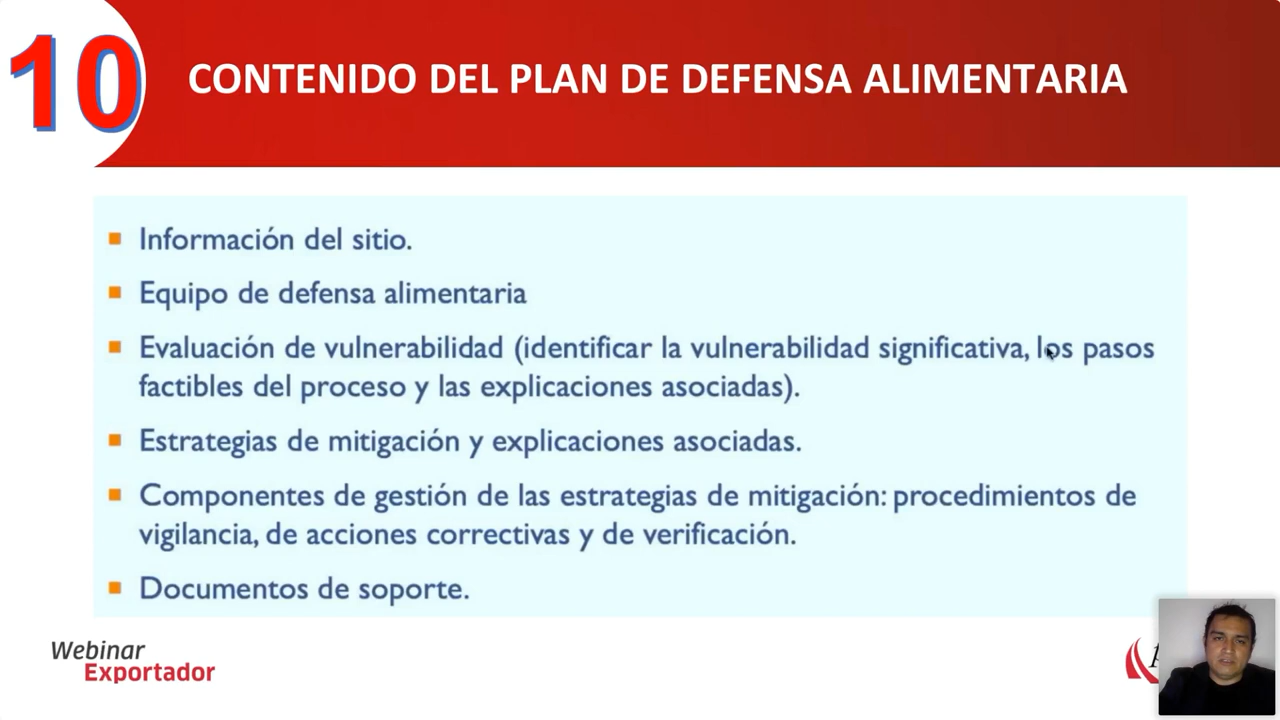 10
CONTENIDO DEL PLAN DE DEFENSA ALIMENTARIA
Información del sitio.
Equipo de defensa alimentaria
Evaluación de vulnerabilidad (identificar la vulnerabilidad significativa, los pasos
factibles del proceso y las explicaciones asociadas).
Estrategias de mitigación y explicaciones asociadas.
Componentes de gestión de las estrategias de mitigación: procedimientos de
vigilancia, de acciones correctivas y de verificación.
Documentos de soporte.
Webinar
Exportador